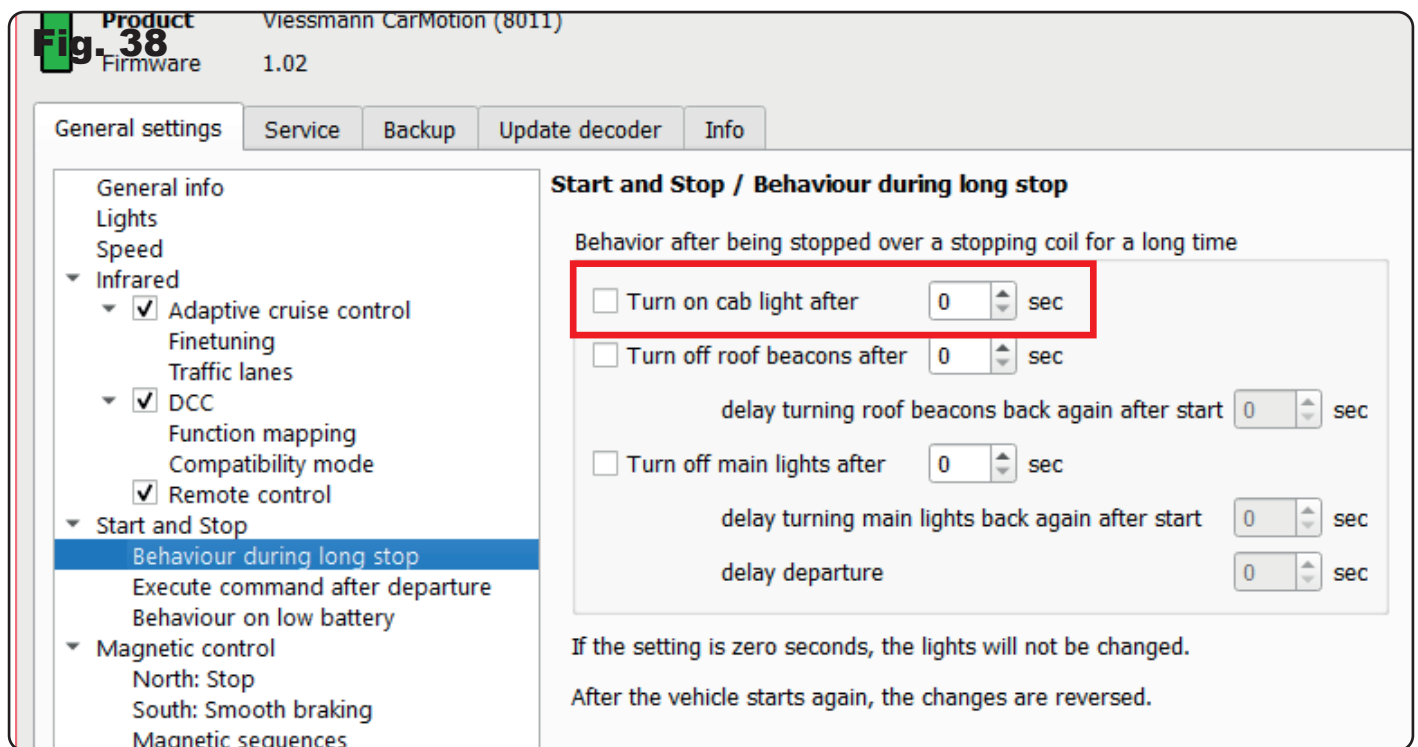 Product Viessmann CarMotion (8011)
Fig. 38
Firmware 1.02
General settings Service Backup Update decoder Info
General info
Lights
Speed
Infrared
Adaptive cruise control
Finetuning
Traffic lanes
DCC
Function mapping
Compatibility mode
Remote control
Start and Stop
Behaviour during long stop
Execute command after departure
Behaviour on low battery
Magnetic control
North: Stop
South: Smooth braking
Magnetic sequences
Start and Stop / Behaviour during long stop
Behavior after being stopped over a stopping coil for a long time
Turn on cab light after 0 sec
Turn off roof beacons after 0 sec
delay turning roof beacons back again after start 0 sec
Turn off main lights after 0 sec
delay turning main lights back again after start 0 sec
delay departure 0 sec
If the setting is zero seconds, the lights will not be changed.
After the vehicle starts again, the changes are reversed.